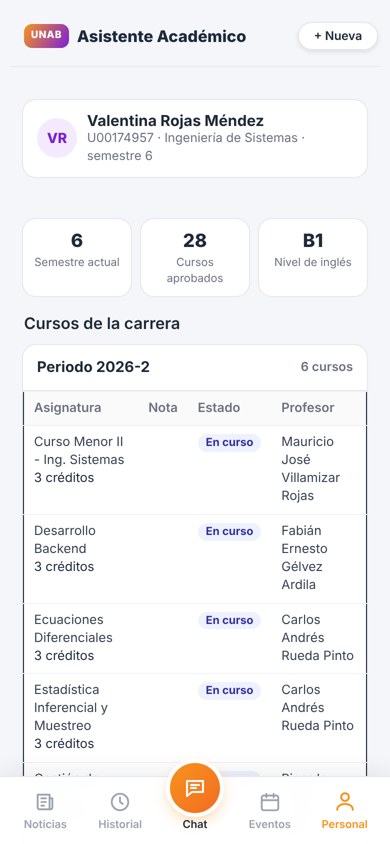 UNAB Asistente Académico + Nueva
VR
Valentina Rojas Méndez
U00174957 · Ingeniería de Sistemas ·
semestre 6
6
Semestre actual
28
Cursos
aprobados
B1
Nivel de inglés
Cursos de la carrera
Periodo 2026-2 6 cursos
Asignatura Nota Estado Profesor
Curso Menor II
- Ing. Sistemas
3 créditos
En curso
Mauricio
José
Villamizar
Rojas
Desarrollo
Backend
3 créditos
En curso
Fabián
Ernesto
Gélvez
Ardila
Ecuaciones
Diferenciales
3 créditos
En curso
Carlos
Andrés
Rueda Pinto
Estadística
Inferencial y
Muestreo
3 créditos
En curso
Carlos
Andrés
Rueda Pinto
Noticias Historial Chat Eventos Personal